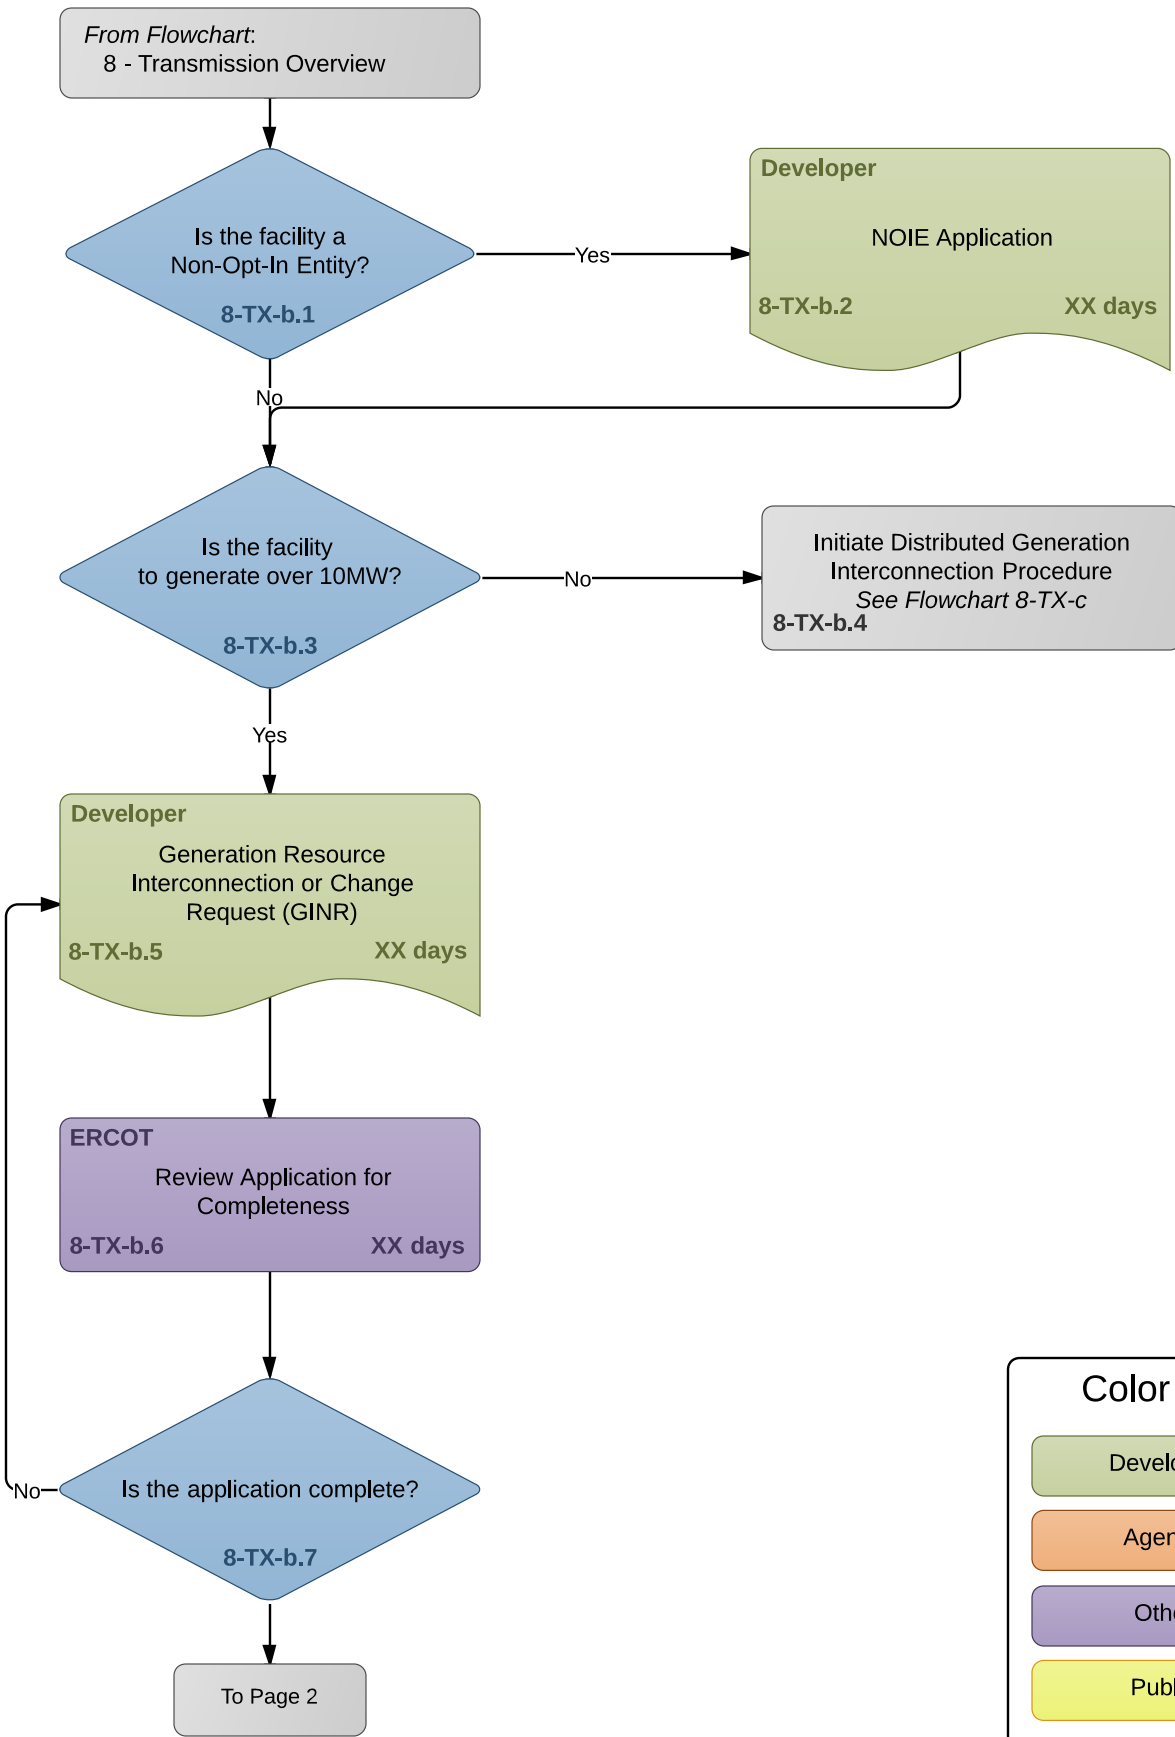 From Flowchart:
8 - Transmission Overview
Is the facility a
Non-Opt-In Entity?
8-TX-b.1
Yes
Developer
NOIE Application
8-TX-b.2 XX days
No
Is the facility
to generate over 10MW?
8-TX-b.3
No
Initiate Distributed Generation
Interconnection Procedure
See Flowchart 8-TX-c
8-TX-b.4
Yes
Developer
Generation Resource
Interconnection or Change
Request (GINR)
8-TX-b.5 XX days
ERCOT
Review Application for
Completeness
8-TX-b.6 XX days
Is the application complete?
8-TX-b.7
No
To Page 2
Color